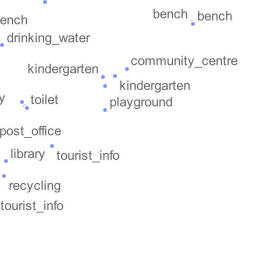 bench
bench
ench
drinking_water
community_centre
kindergarten
kindergarten
y
toilet
playground
post_office
library
tourist_info
recycling
tourist_info